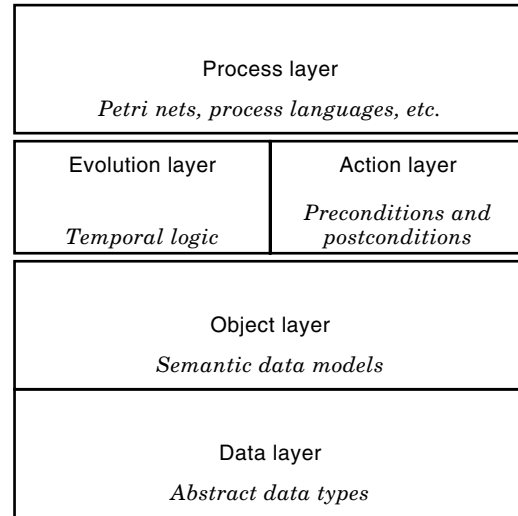 Process layer
Petri nets, process languages, etc.
Evolution layer
Temporal logic
Action layer
Preconditions and
postconditions
Object layer
Semantic data models
Data layer
Abstract data types